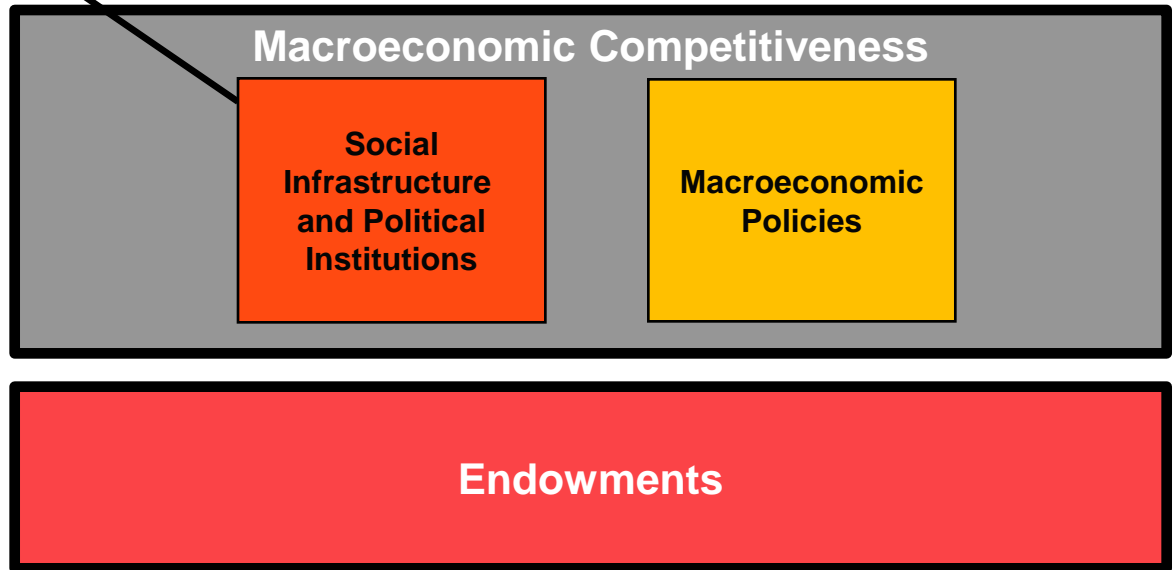 Macroeconomic Competitiveness
Social
Infrastructure
and Political
Institutions
Macroeconomic
Policies
Endowments